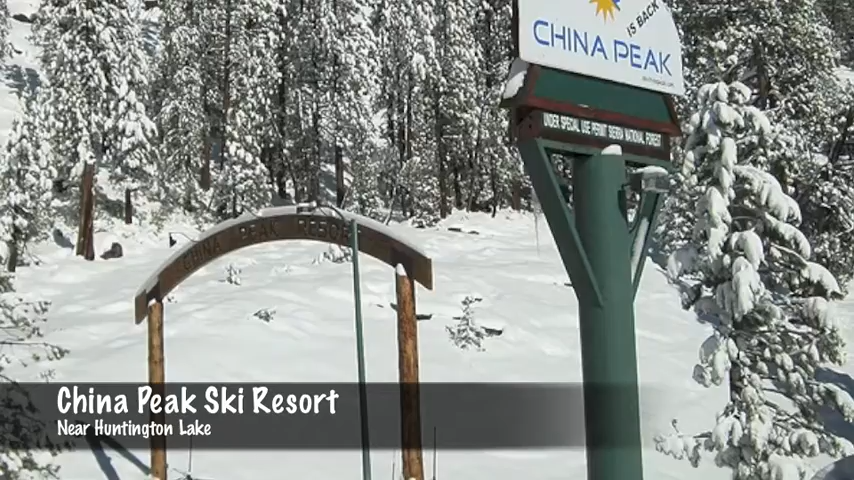 IS BACK
CHINA PEAK
UNDER SPECIAL USE PERMIT SIERRA NATIONAL FOREST
CHINA PEAK RESORT
China Peak Ski Resort
Near Huntington Lake